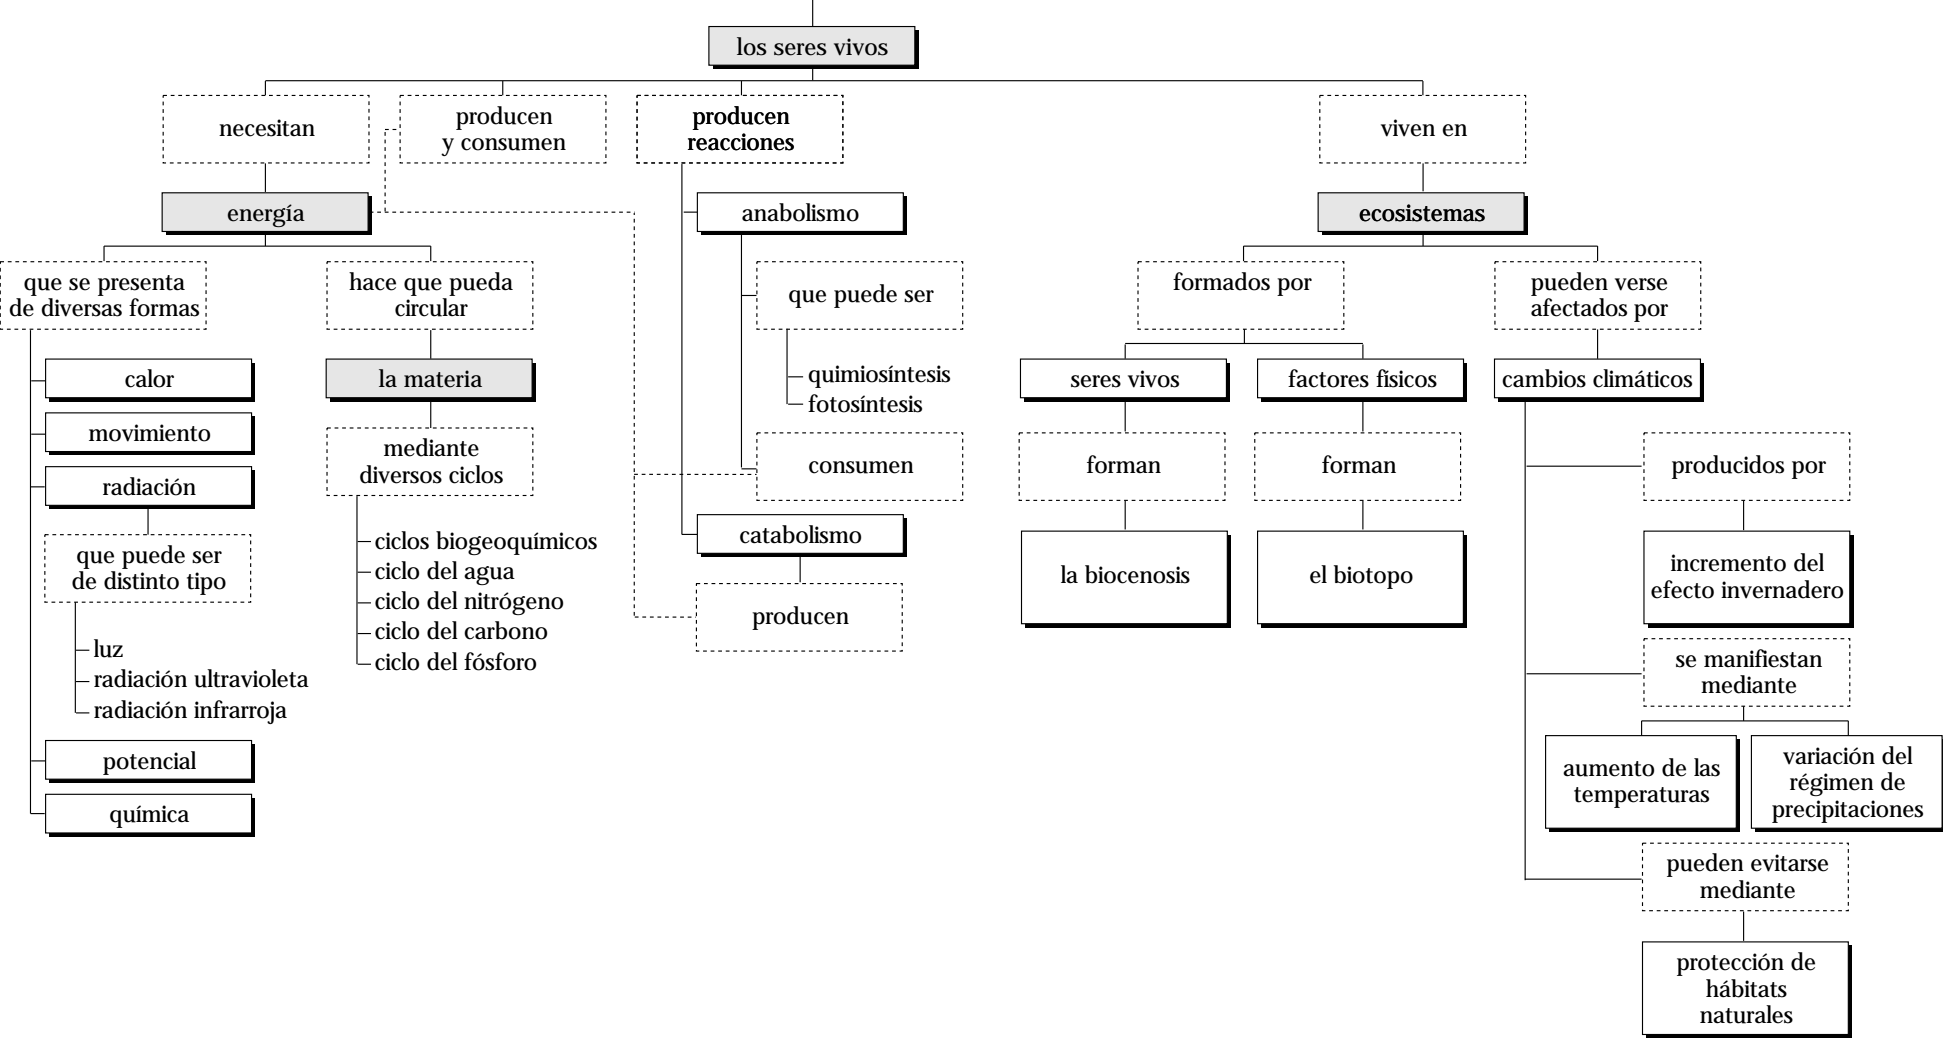 los seres vivos
necesitan
producen
y consumen
producen
reacciones
viven en
energía
anabolismo
ecosistemas
que se presenta
de diversas formas
hace que pueda
circular
que puede ser
formados por
pueden verse
afectados por
calor
la materia
quimiosíntesis
fotosíntesis
seres vivos
factores físicos
cambios climáticos
movimiento
mediante
diversos ciclos
consumen
forman
forman
producidos por
radiación
catabolismo
que puede ser
de distinto tipo
ciclos biogeoquímicos
ciclo del agua
ciclo del nitrógeno
ciclo del carbono
ciclo del fósforo
producen
la biocenosis
el biotopo
incremento del
efecto invernadero
luz
radiación ultravioleta
radiación infrarroja
se manifiestan
mediante
potencial
química
aumento de las
temperaturas
variación del
régimen de
precipitaciones
pueden evitarse
mediante
protección de
hábitats
naturales